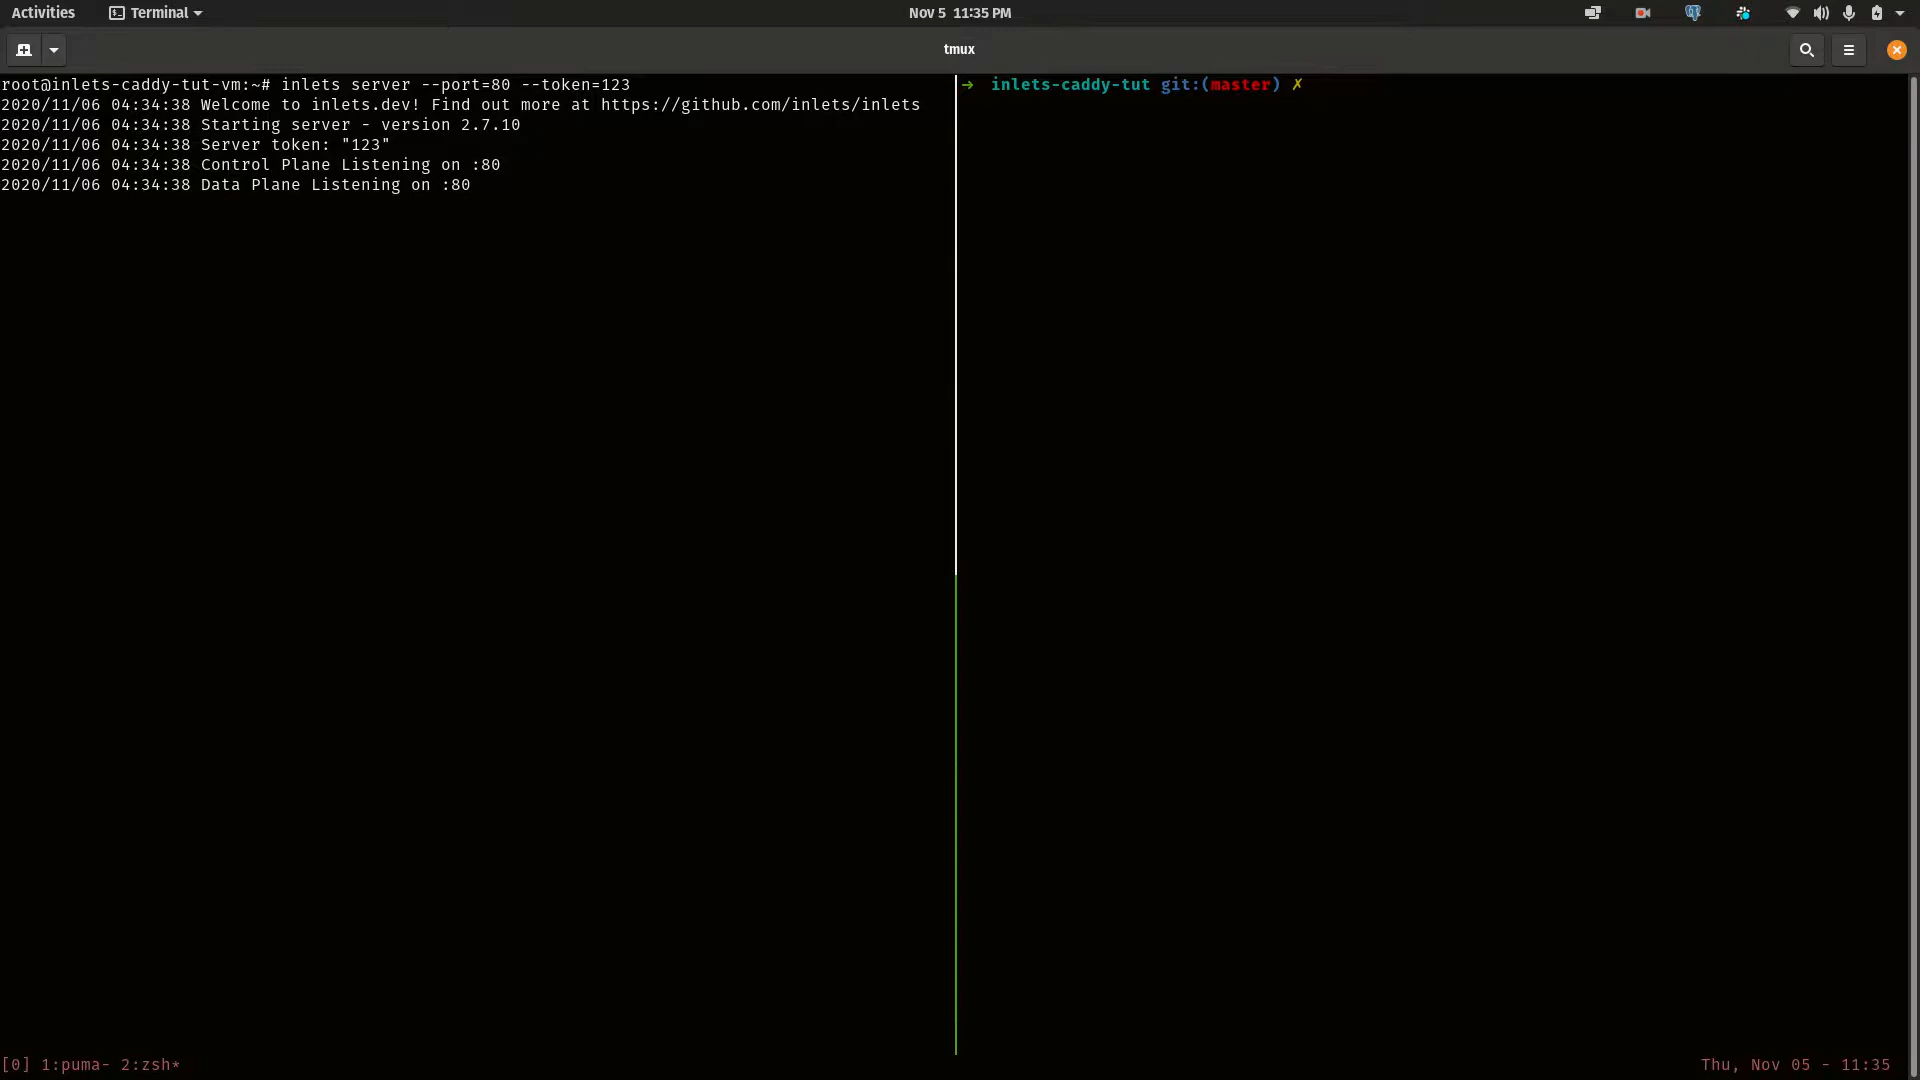 Activities Terminal Nov 5 11:35 PM
tmux
root@inlets-caddy-tut-vm:~# inlets server --port=80 --token=123
2020/11/06 04:34:38 Welcome to inlets.dev! Find out more at https://github.com/inlets/inlets
2020/11/06 04:34:38 Starting server - version 2.7.10
2020/11/06 04:34:38 Server token: "123"
2020/11/06 04:34:38 Control Plane Listening on :80
2020/11/06 04:34:38 Data Plane Listening on :80
→ inlets-caddy-tut git:(master) ✗
[0] 1:puma- 2:zsh* Thu, Nov 05 - 11:35